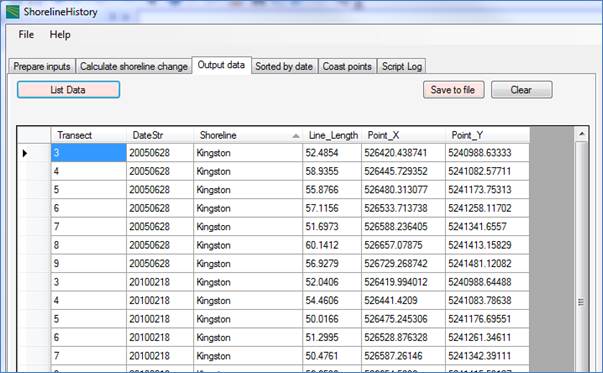 ShorelineHistory
File Help
Prepare inputs Calculate shoreline change Output data Sorted by date Coast points Script Log
List Data Save to file Clear
Transect DateStr Shoreline Line_Length Point_X Point_Y
3 20050628 Kingston 52.4854 526420.438741 5240988.63333
4 20050628 Kingston 58.9355 526445.729352 5241082.57711
5 20050628 Kingston 55.8766 526480.313077 5241173.75313
6 20050628 Kingston 57.1156 526533.713738 5241258.11702
7 20050628 Kingston 51.6973 526588.236405 5241341.6557
8 20050628 Kingston 60.1412 526657.07875 5241413.15829
9 20050628 Kingston 56.9279 526729.268742 5241481.12082
3 20100218 Kingston 52.0406 526419.994012 5240988.64488
4 20100218 Kingston 54.4606 526441.4209 5241083.78638
5 20100218 Kingston 50.0166 526475.245306 5241176.69551
6 20100218 Kingston 51.2995 526528.876328 5241261.34611
7 20100218 Kingston 50.4761 526587.26146 5241342.39111